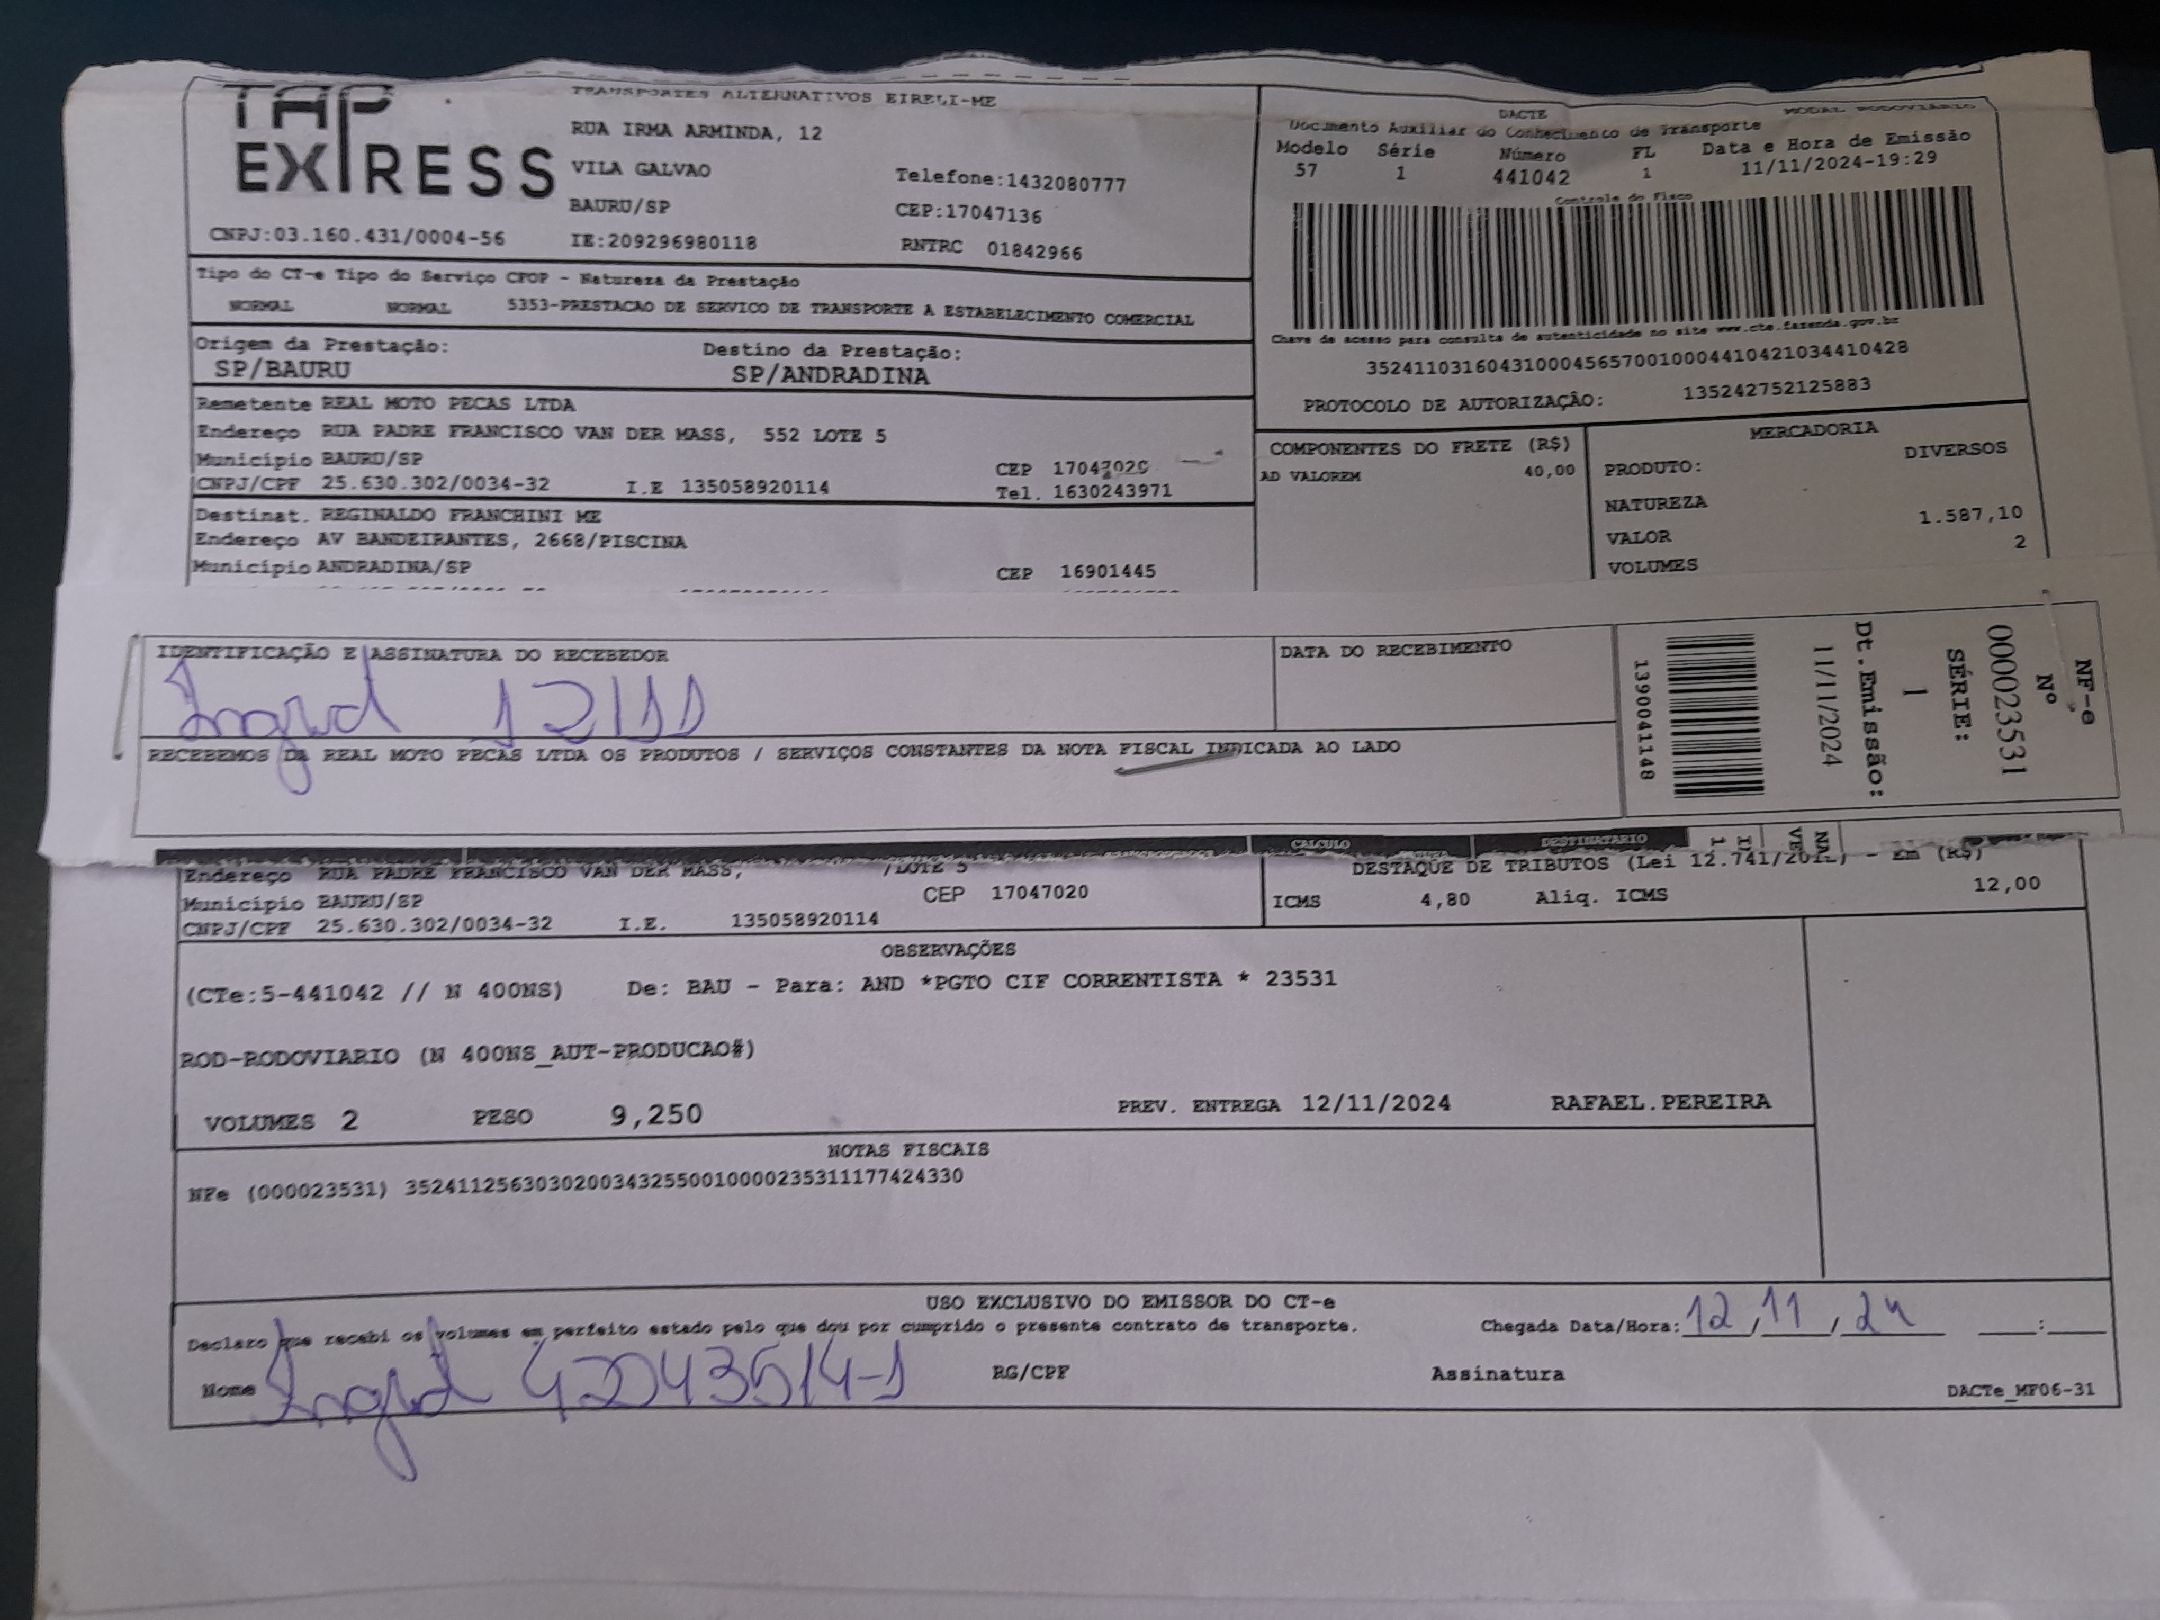 TAP EXPRESS
TRANSPORTES ALTERNATIVOS EIRELI-ME
RUA IRMA ARMINDA, 12
VILA GALVAO
Telefone:1432080777
BAURU/SP
CEP:17047136
CNPJ:03.160.431/0004-56
IE:209296980118
RNTRC 01842966
DACTE
MODAL RODOVIARIO
Documento Auxiliar do Conhecimento de Transporte
Modelo Série Número FL Data e Hora de Emissão
57 1 441042 1 11/11/2024-19:29
Controle do Fisco
Chave de acesso para consulta de autenticidade no site www.cte.fazenda.gov.br
35241103160431000456570010004410421034410428
PROTOCOLO DE AUTORIZAÇÃO: 135242752125883
Tipo do CT-e Tipo do Serviço CFOP - Natureza da Prestação
NORMAL NORMAL 5353-PRESTACAO DE SERVICO DE TRANSPORTE A ESTABELECIMENTO COMERCIAL
Origem da Prestação: Destino da Prestação:
SP/BAURU SP/ANDRADINA
Remetente REAL MOTO PECAS LTDA
Endereço RUA PADRE FRANCISCO VAN DER MASS, 552 LOTE 5
Municipio BAURU/SP CEP 17047020
CNPJ/CPF 25.630.302/0034-32 I.E 135058920114 Tel. 1630243971
Destinat. REGINALDO FRANCHINI ME
Endereço AV BANDEIRANTES, 2668/PISCINA
Municipio ANDRADINA/SP CEP 16901445
COMPONENTES DO FRETE (R$)
AD VALOREM 40,00
MERCADORIA
PRODUTO: DIVERSOS
NATUREZA
VALOR 1.587,10
VOLUMES 2
IDENTIFICAÇÃO E ASSINATURA DO RECEBEDOR
Ingrid 12/11
DATA DO RECEBIMENTO
RECEBEMOS DA REAL MOTO PECAS LTDA OS PRODUTOS / SERVIÇOS CONSTANTES DA NOTA FISCAL INDICADA AO LADO
NF-e
Nº
000023531
SÉRIE:
1
Dt.Emissão:
11/11/2024
1390041148
CALCULO
DESTINATARIO
Endereço RUA PADRE FRANCISCO VAN DER MASS, /LOTE 5
Municipio BAURU/SP CEP 17047020
CNPJ/CPF 25.630.302/0034-32 I.E. 135058920114
DESTAQUE DE TRIBUTOS (Lei 12.741/2012) - Em (R$)
ICMS 4,80 Aliq. ICMS 12,00
OBSERVAÇÕES
(CTe:5-441042 // N 400NS) De: BAU - Para: AND *PGTO CIF CORRENTISTA * 23531
ROD-RODOVIARIO (N 400NS_AUT-PRODUCAO#)
VOLUMES 2 PESO 9,250 PREV. ENTREGA 12/11/2024 RAFAEL.PEREIRA
NOTAS FISCAIS
NFe (000023531) 35241125630302003432550010000235311177424330
USO EXCLUSIVO DO EMISSOR DO CT-e
Declaro que recebi os volumes em perfeito estado pelo que dou por cumprido o presente contrato de transporte.
Chegada Data/Hora: 12, 11, 24 :
Nome Ingrid 42043514-1 RG/CPF Assinatura
DACTe_MF06-31